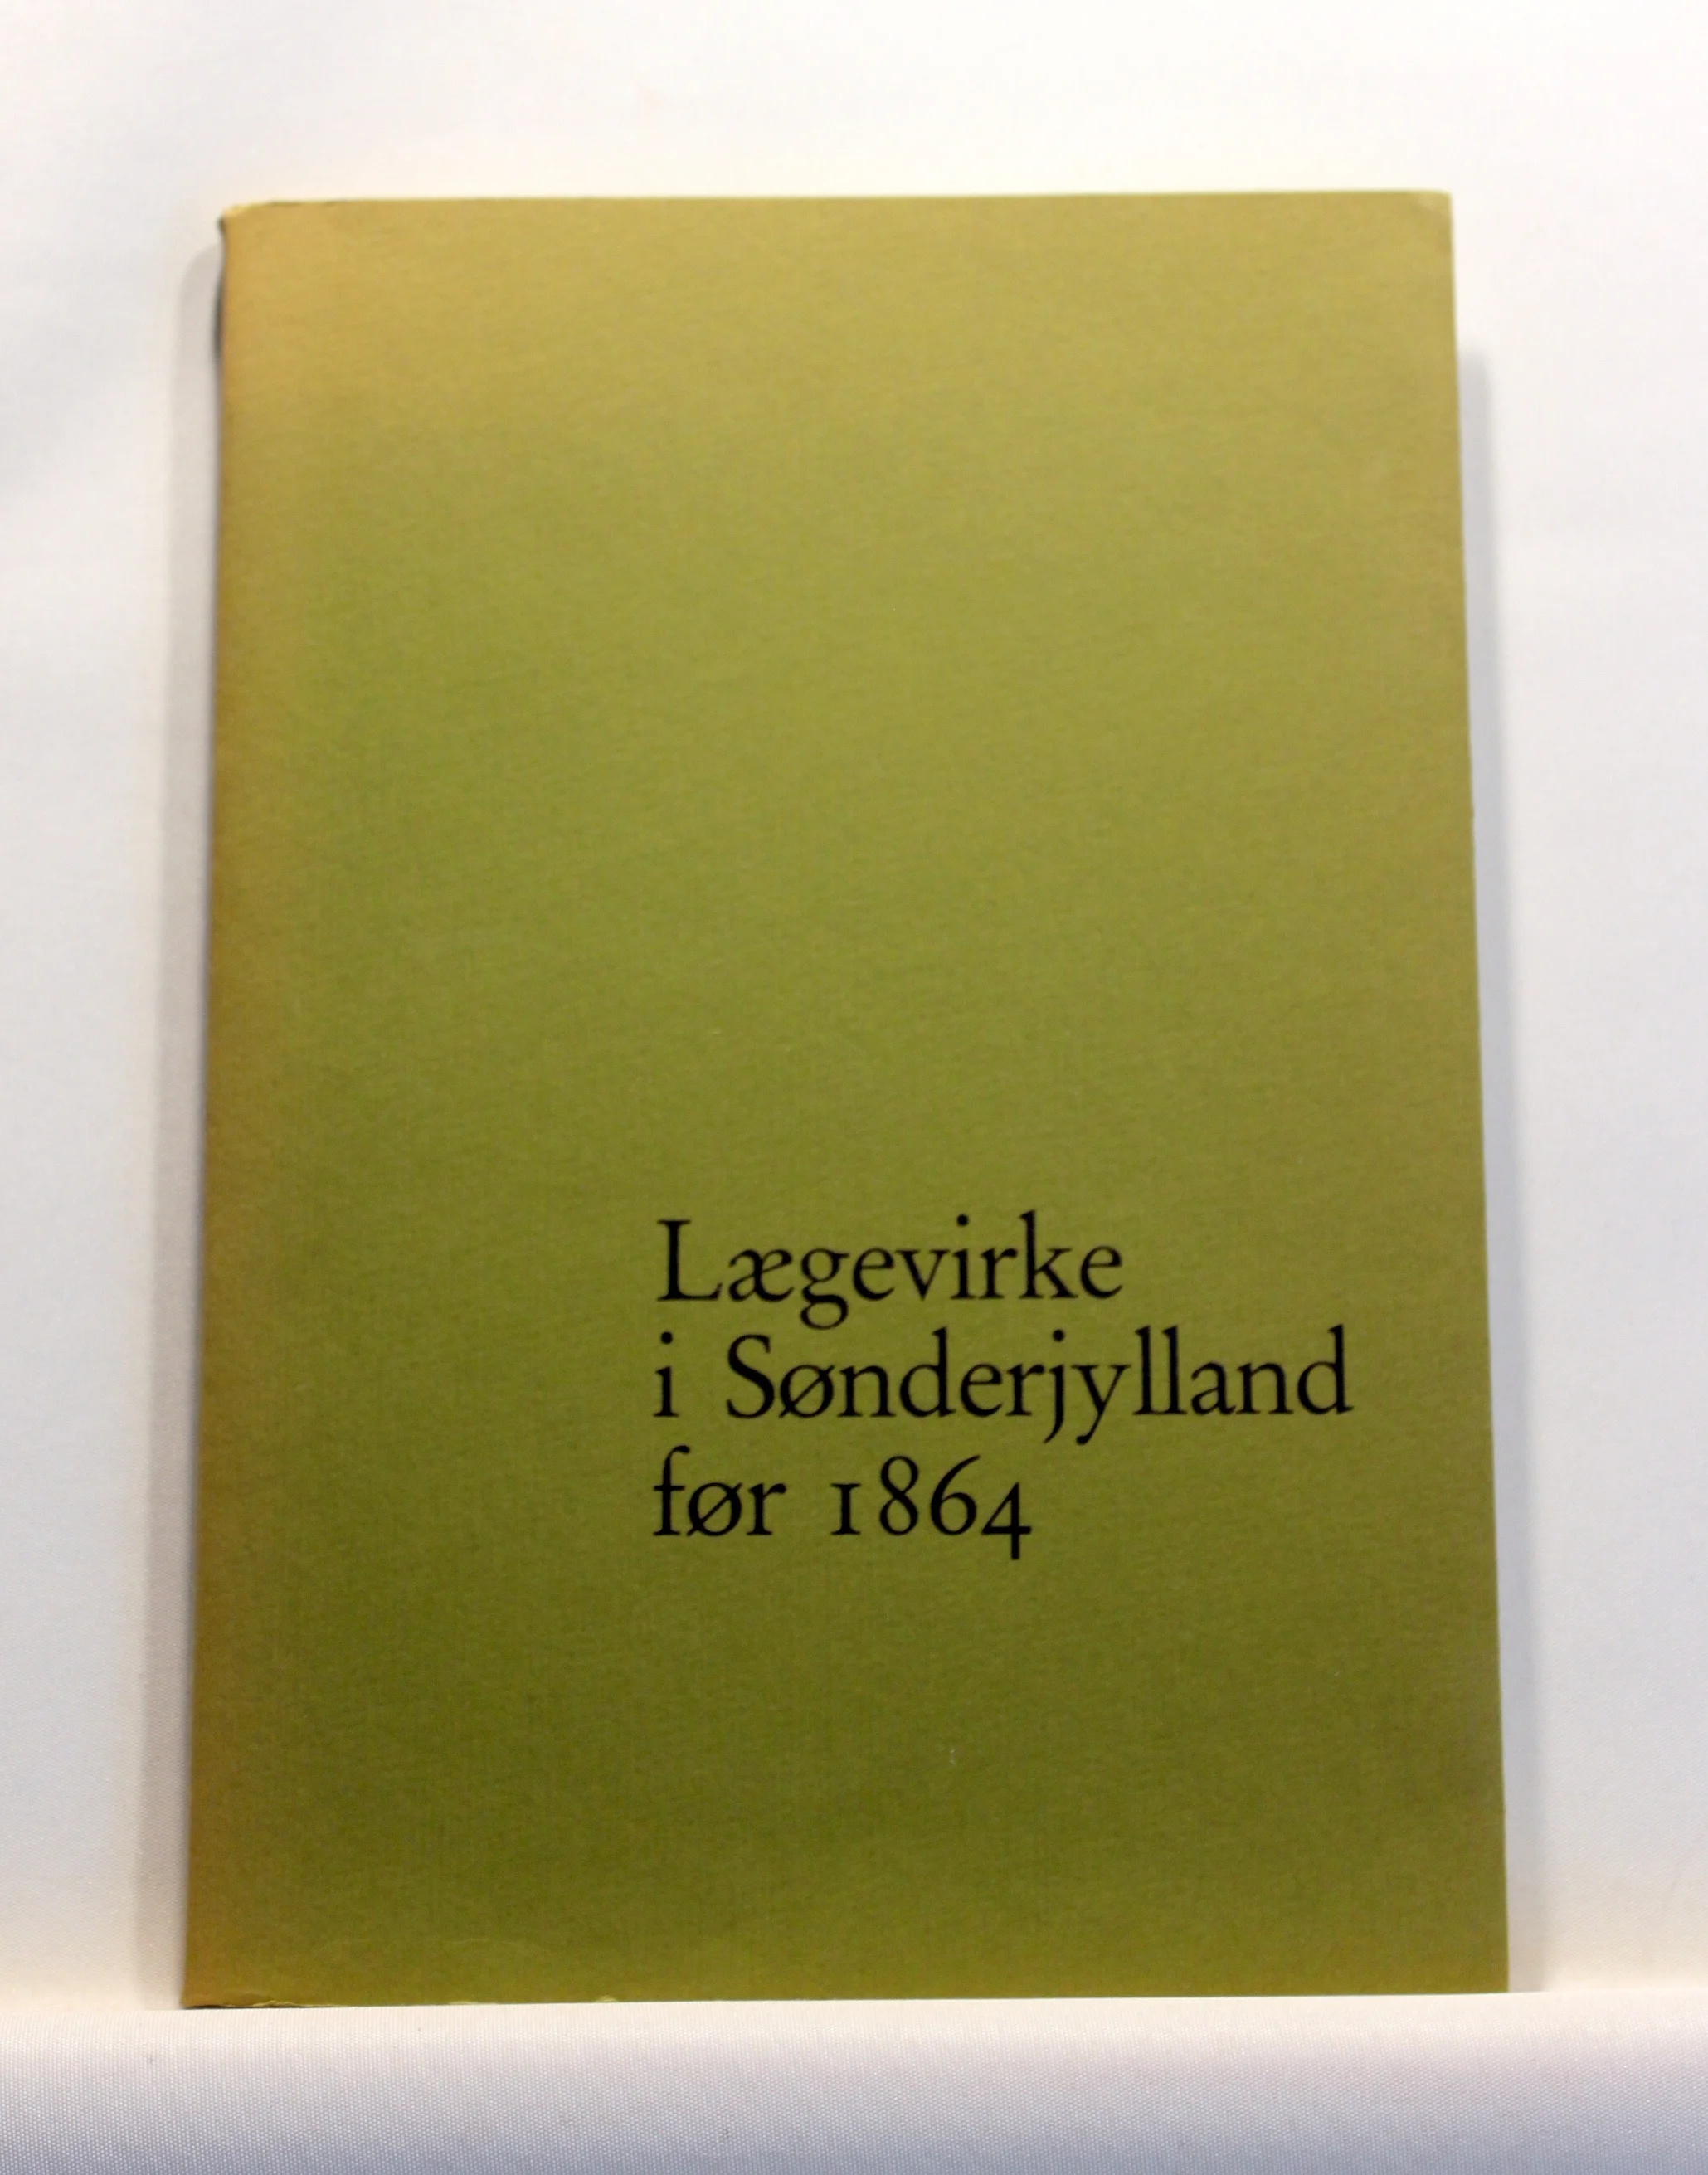 Lægevirke
i Sønderjylland
før 1864